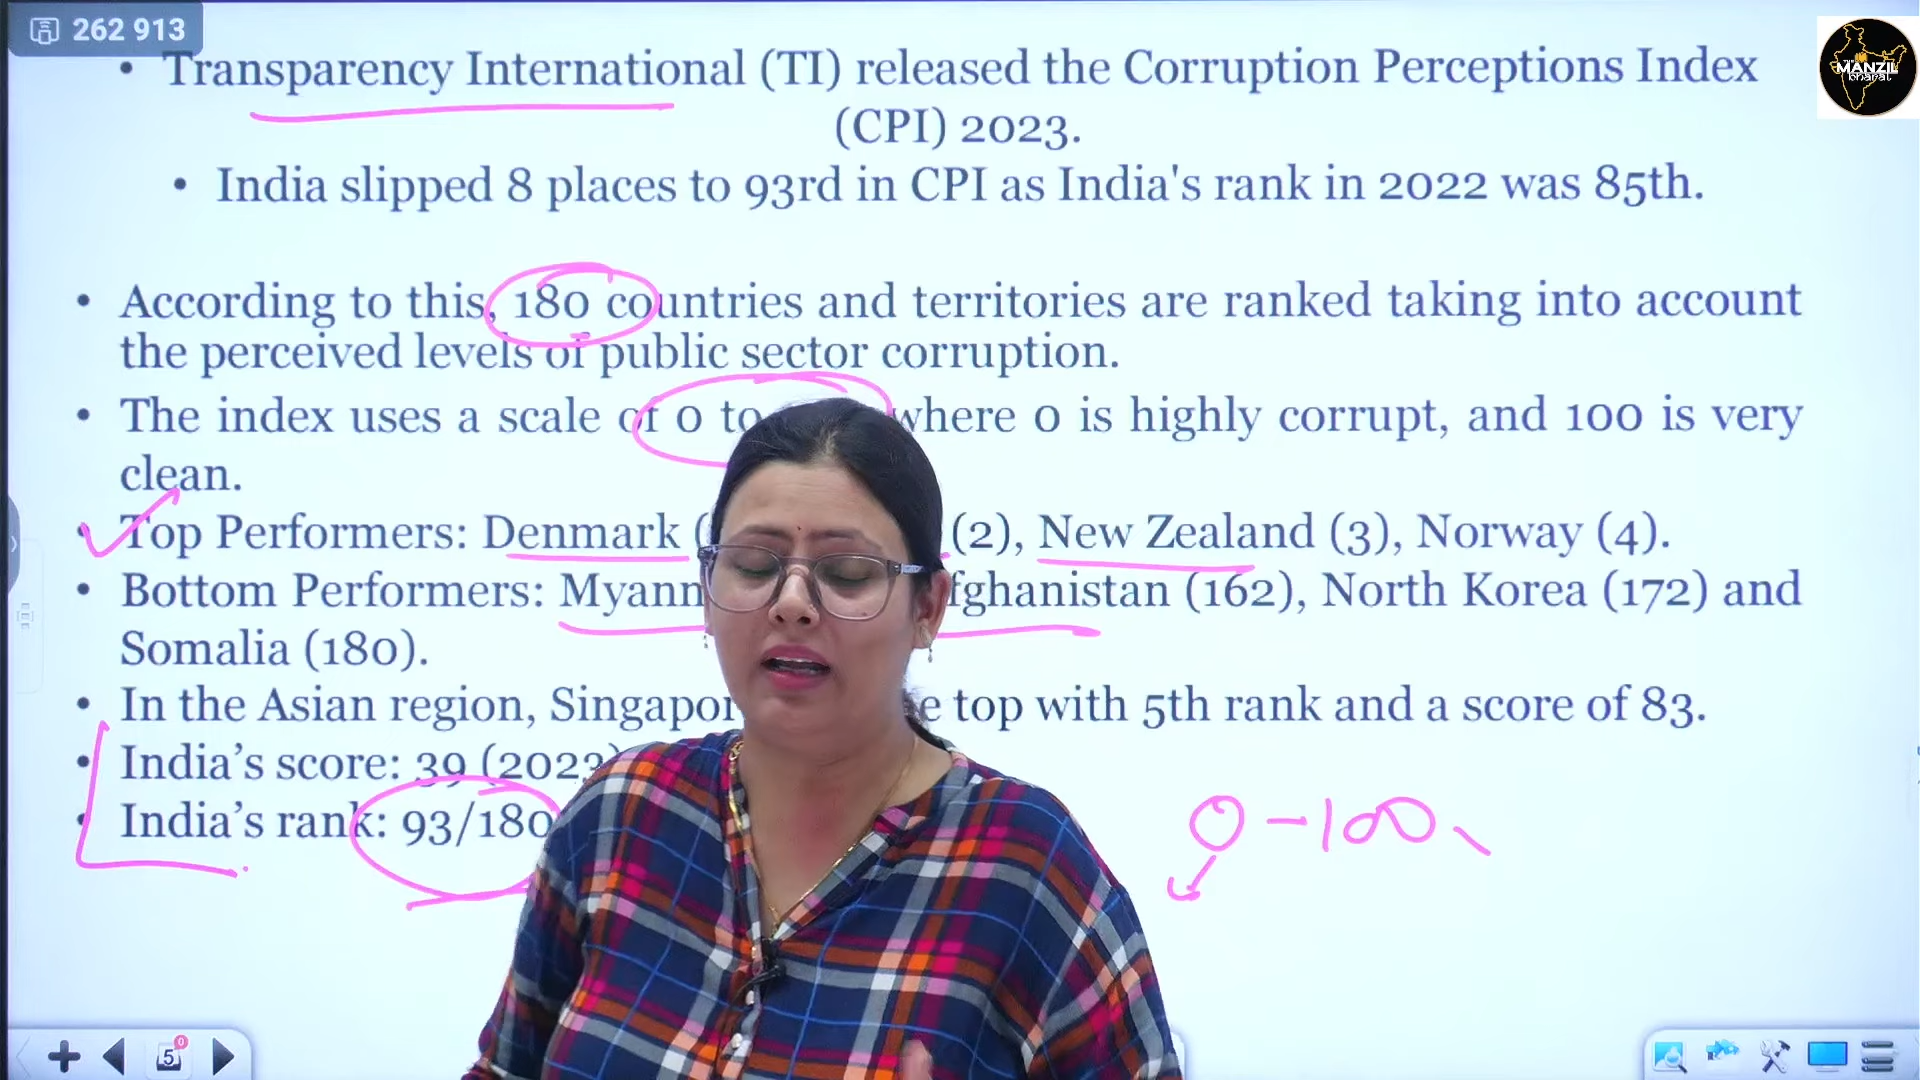 262 913
MANZIL
bharat
• Transparency International (TI) released the Corruption Perceptions Index
(CPI) 2023.
• India slipped 8 places to 93rd in CPI as India's rank in 2022 was 85th.
• According to this, 180 countries and territories are ranked taking into account
the perceived levels of public sector corruption.
• The index uses a scale of 0 to where 0 is highly corrupt, and 100 is very
clean.
• Top Performers: Denmark ( (2), New Zealand (3), Norway (4).
• Bottom Performers: (162), North Korea (172) and
Somalia (180).
• In the Asian region, top with 5th rank and a score of 83.
• India’s score: 39
• India’s rank: 93/180
0-100
5
0